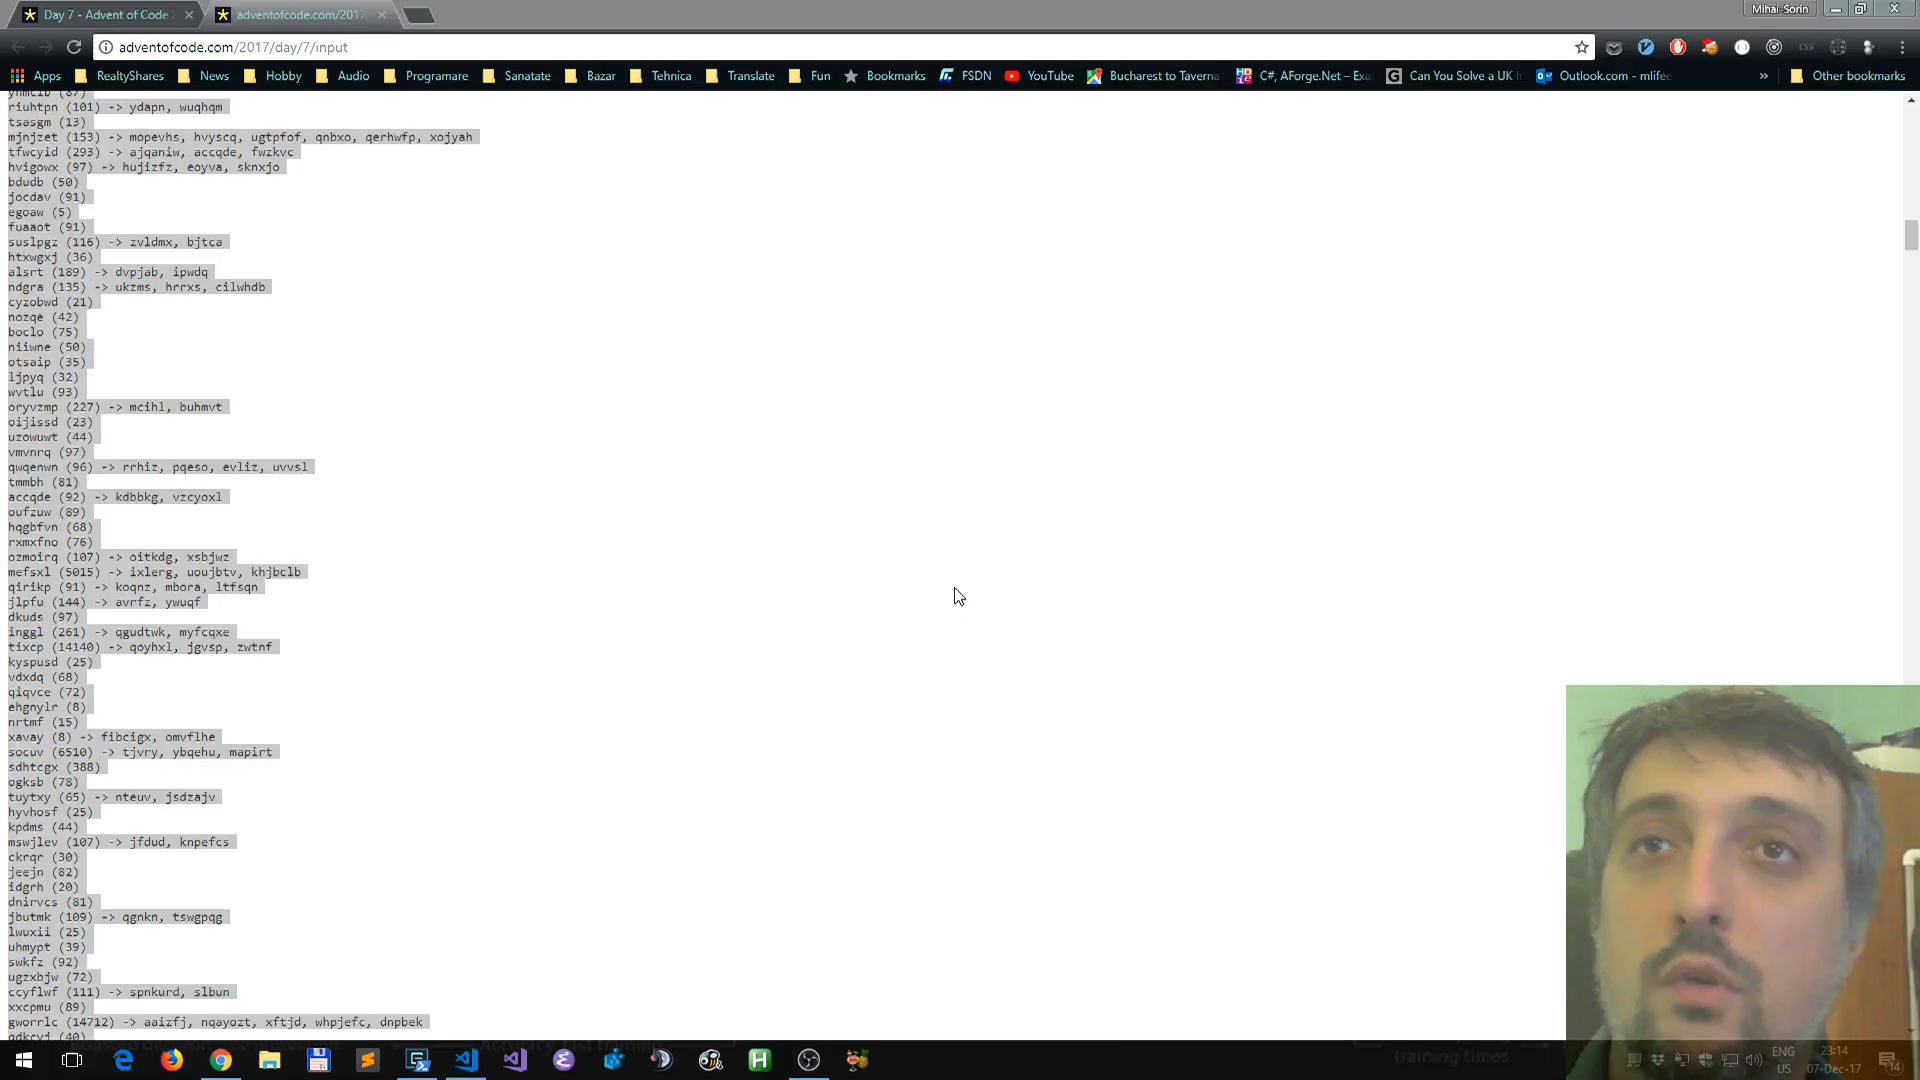 Day 7 - Advent of Code
adventofcode.com/2017
Mihai-Sorin
adventofcode.com/2017/day/7/input
Apps RealtyShares News Hobby Audio Programare Sanatate Bazar Tehnica Translate Fun Bookmarks FSDN YouTube Bucharest to Taverna C#, AForge.Net – Exa Can You Solve a UK Outlook.com - mlifee » Other bookmarks
ynmclb (87)
riuhtpn (101) -> ydapn, wuqhqm
tsasgm (13)
mjnjzet (153) -> mopevhs, hvyscq, ugtpfof, qnbxo, qerhwfp, xojyah
tfwcyid (293) -> ajqaniw, accqde, fwzkvc
hvigowx (97) -> hujizfz, eoyva, sknxjo
bdudb (50)
jocdav (91)
egoaw (5)
fuaaot (91)
suslpgz (116) -> zvldmx, bjtca
htxwgxj (36)
alsrt (189) -> dvpjab, ipwdq
ndgra (135) -> ukzms, hrrxs, cilwhdb
cyzobwd (21)
nozqe (42)
boclo (75)
niiwne (50)
otsaip (35)
ljpyq (32)
wvtlu (93)
oryvzmp (227) -> mcihl, buhmvt
oijissd (23)
uzowuwt (44)
vmvnrq (97)
qwqenwn (96) -> rrhiz, pqeso, evliz, uvvsl
tmmbh (81)
accqde (92) -> kdbbkg, vzcyoxl
oufzuw (89)
hqgbfvn (68)
rxmxfno (76)
ozmoirq (107) -> oitkdg, xsbjwz
mefsxl (5015) -> ixlerg, uoujbtv, khjbclb
qirikp (91) -> koqnz, mbora, ltfsqn
jlpfu (144) -> avrfz, ywuqf
dkuds (97)
inggl (261) -> qgudtwk, myfcqxe
tixcp (14140) -> qoyhxl, jgvsp, zwtnf
kyspusd (25)
vdxdq (68)
qiqvce (72)
ehgnylr (8)
nrtmf (15)
xavay (8) -> fibcigx, omvflhe
socuv (6510) -> tjvry, ybqehu, mapirt
sdhtcgx (388)
ogksb (78)
tuytxy (65) -> nteuv, jsdzajv
hyvhosf (25)
kpdms (44)
mswjlev (107) -> jfdud, knpefcs
ckrqr (30)
jeejn (82)
idgrh (20)
dnirvcs (81)
jbutmk (109) -> qgnkn, tswgpqg
lwuxii (25)
uhmypt (39)
swkfz (92)
ugzxbjw (72)
ccyflwf (111) -> spnkurd, slbun
xxcpmu (89)
gworrlc (14712) -> aaizfj, nqayozt, xftjd, whpjefc, dnpbek
training times
ENG
US
23:14
07-Dec-17
14